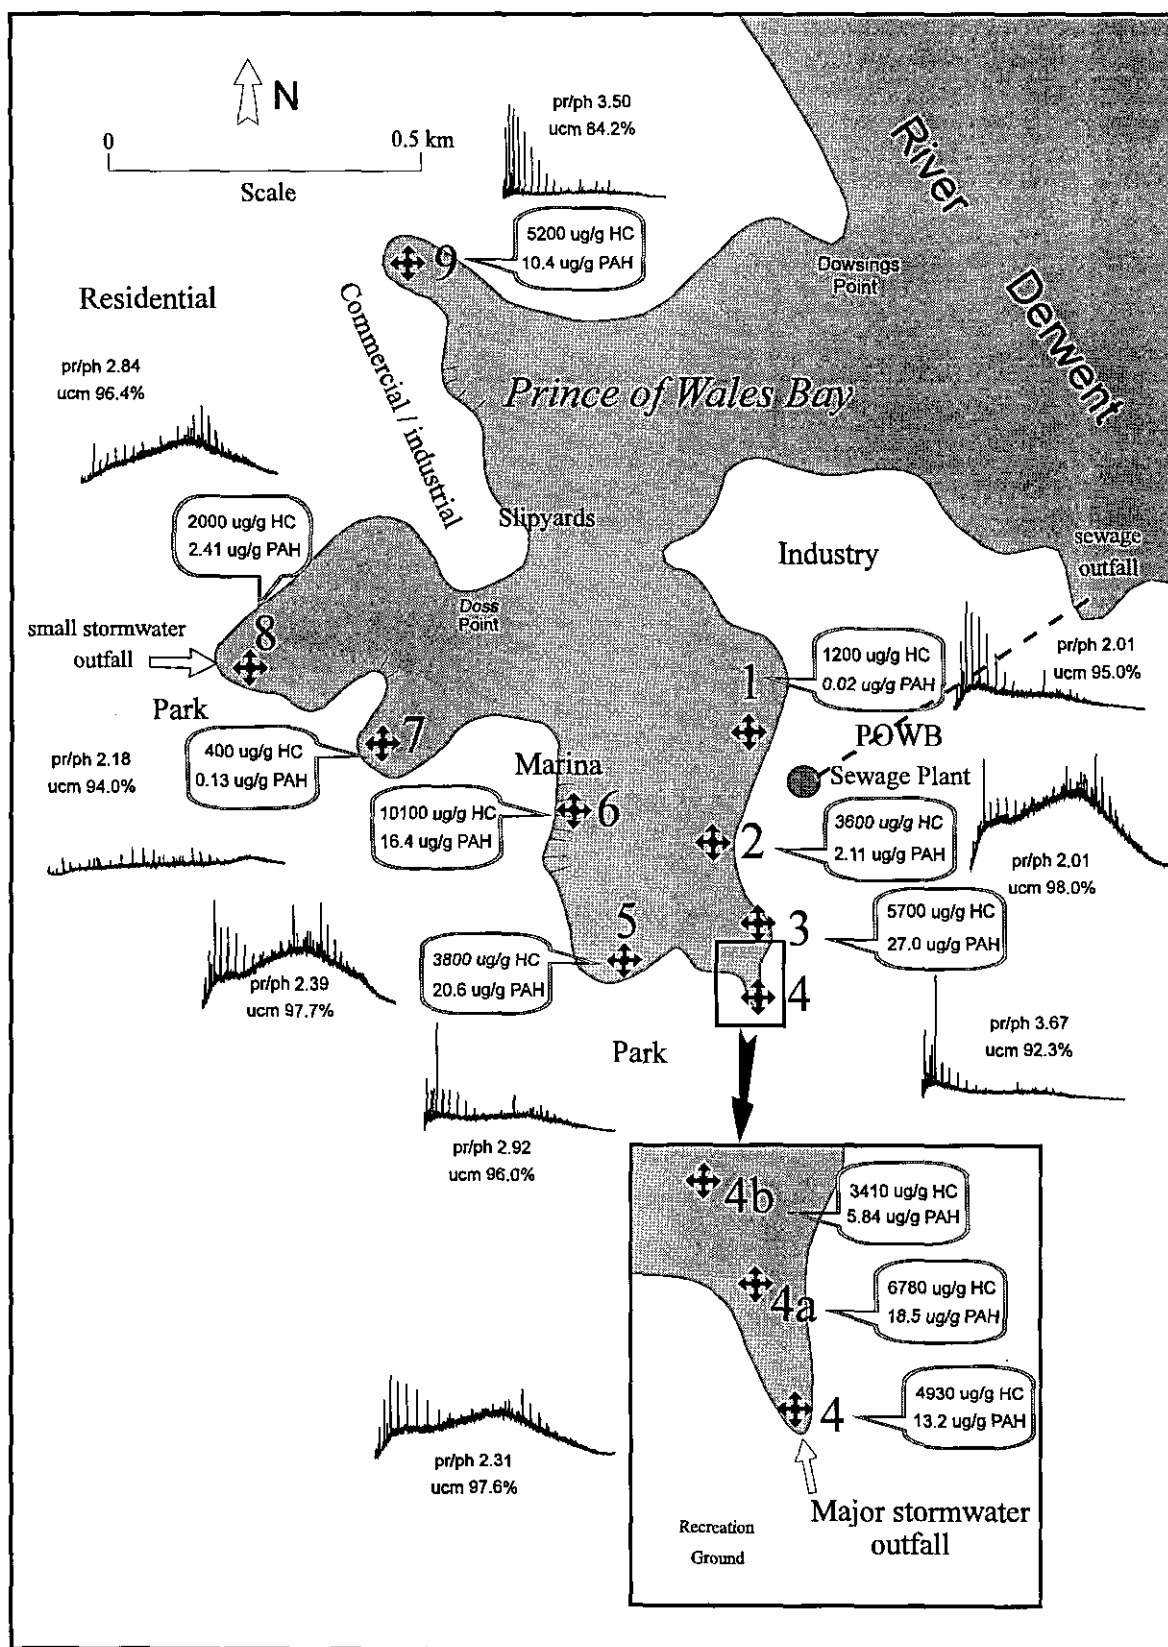 N
0
0.5 km
Scale
pr/ph 3.50
ucm 84.2%
River
Derwent
5200 ug/g HC
10.4 ug/g PAH
9
Dowsings
Point
Residential
Commercial / industrial
Prince of Wales Bay
pr/ph 2.84
ucm 96.4%
Slipyards
Industry
sewage
outfall
2000 ug/g HC
2.41 ug/g PAH
Doss
Point
8
small stormwater
outfall
1200 ug/g HC
0.02 ug/g PAH
pr/ph 2.01
ucm 95.0%
1
Park
7
POWB
Sewage Plant
400 ug/g HC
0.13 ug/g PAH
pr/ph 2.18
ucm 94.0%
Marina
6
10100 ug/g HC
16.4 ug/g PAH
2
3600 ug/g HC
2.11 ug/g PAH
pr/ph 2.01
ucm 98.0%
5
3
5700 ug/g HC
27.0 ug/g PAH
3800 ug/g HC
20.6 ug/g PAH
pr/ph 2.39
ucm 97.7%
4
Park
pr/ph 3.67
ucm 92.3%
pr/ph 2.92
ucm 96.0%
4b
3410 ug/g HC
5.84 ug/g PAH
4a
6780 ug/g HC
18.5 ug/g PAH
4
4930 ug/g HC
13.2 ug/g PAH
pr/ph 2.31
ucm 97.6%
Major stormwater
outfall
Recreation
Ground